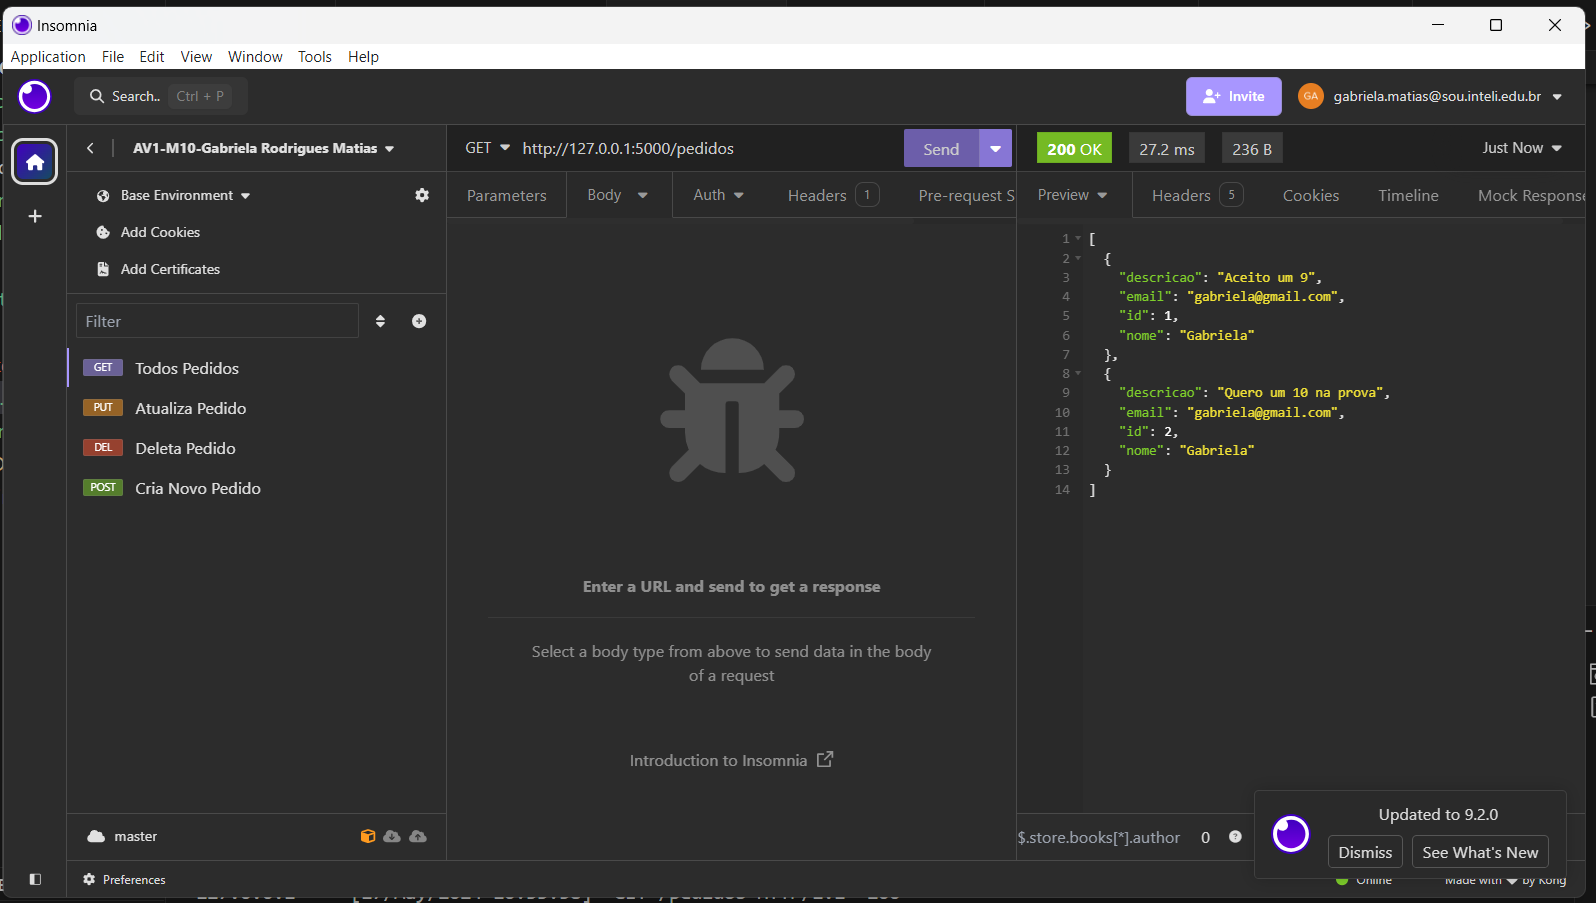 Insomnia
Application File Edit View Window Tools Help
Search.. Ctrl + P
Invite
GA gabriela.matias@sou.inteli.edu.br
AV1-M10-Gabriela Rodrigues Matias
Base Environment
Add Cookies
Add Certificates
Filter
GET Todos Pedidos
PUT Atualiza Pedido
DEL Deleta Pedido
POST Cria Novo Pedido
master
Preferences
GET http://127.0.0.1:5000/pedidos
Send
Parameters Body Auth Headers 1 Pre-request S
Enter a URL and send to get a response
Select a body type from above to send data in the body
of a request
Introduction to Insomnia
200 OK 27.2 ms 236 B Just Now
Preview Headers 5 Cookies Timeline Mock Response
1 [
2 {
3 "descricao": "Aceito um 9",
4 "email": "gabriela@gmail.com",
5 "id": 1,
6 "nome": "Gabriela"
7 },
8 {
9 "descricao": "Quero um 10 na prova",
10 "email": "gabriela@gmail.com",
11 "id": 2,
12 "nome": "Gabriela"
13 }
14 ]
$.store.books[*].author 0
Updated to 9.2.0
Dismiss See What's New
Online Made with ❤ by Kong